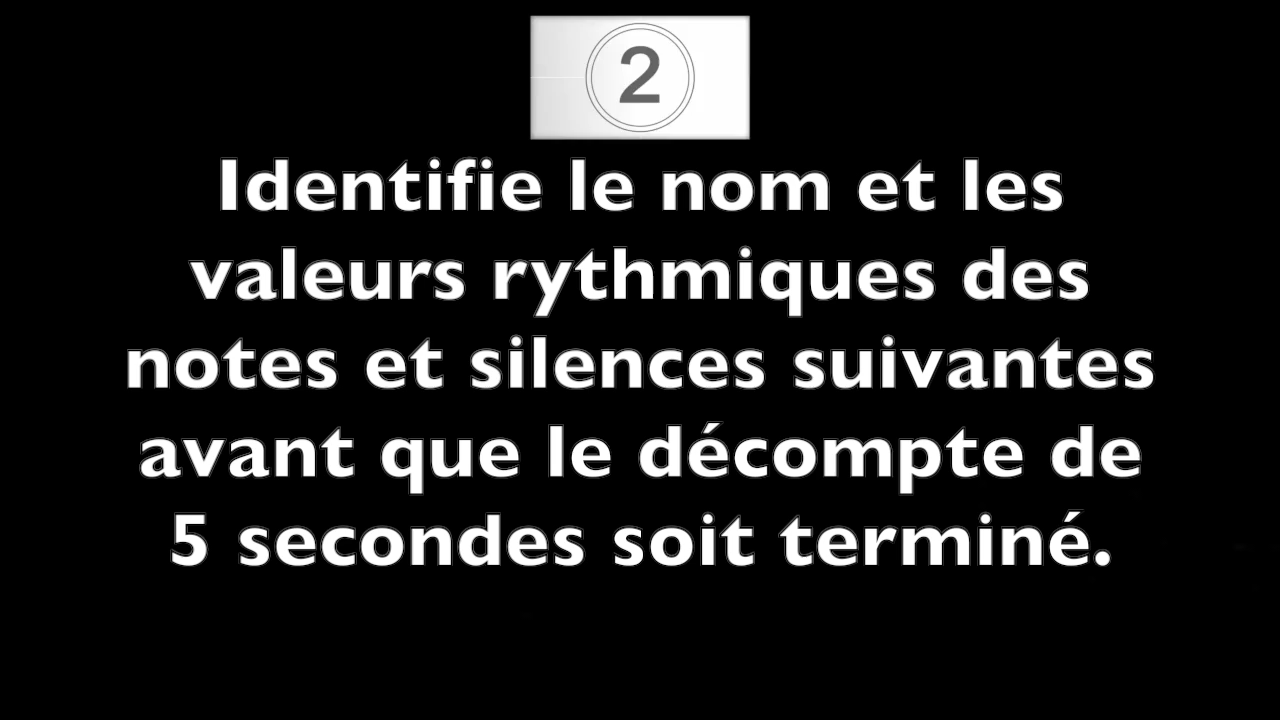 2
Identifie le nom et les
valeurs rythmiques des
notes et silences suivantes
avant que le décompte de
5 secondes soit terminé.